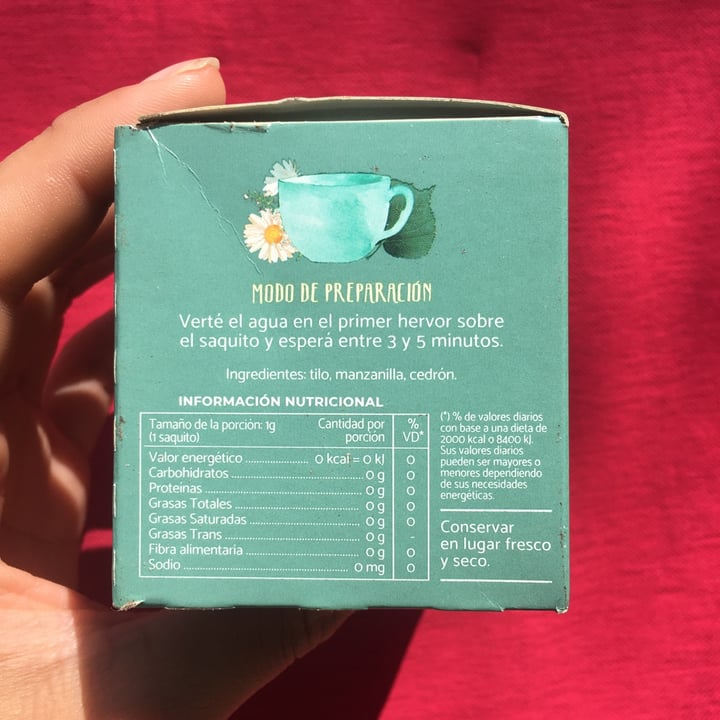 MODO DE PREPARACIÓN
Verté el agua en el primer hervor sobre
el saquito y esperá entre 3 y 5 minutos.
Ingredientes: tilo, manzanilla, cedrón.
INFORMACIÓN NUTRICIONAL
Tamaño de la porción: 1g
(1 saquito)
Cantidad por
porción
%
VD*
Valor energético ........................ 0 kcal = 0 kJ 0
Carbohidratos ........................ 0 g 0
Proteínas ........................ 0 g 0
Grasas Totales ........................ 0 g 0
Grasas Saturadas ........................ 0 g 0
Grasas Trans ........................ 0 g -
Fibra alimentaria ........................ 0 g 0
Sodio ........................ 0 mg 0
(*) % de valores diarios
con base a una dieta de
2000 kcal o 8400 kJ.
Sus valores diarios
pueden ser mayores o
menores dependiendo
de sus necesidades
energéticas.
Conservar
en lugar fresco
y seco.